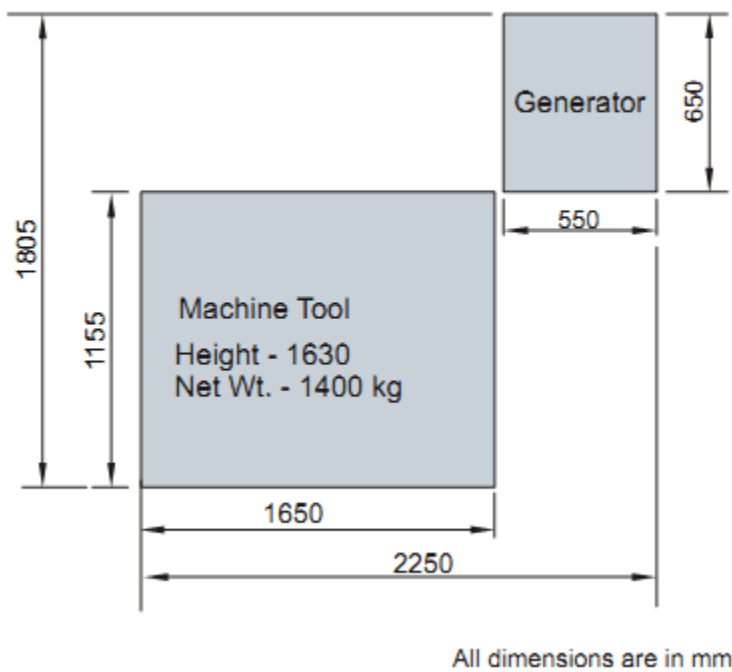 Generator
650
550
1805
1155
Machine Tool
Height - 1630
Net Wt. - 1400 kg
1650
2250
All dimensions are in mm